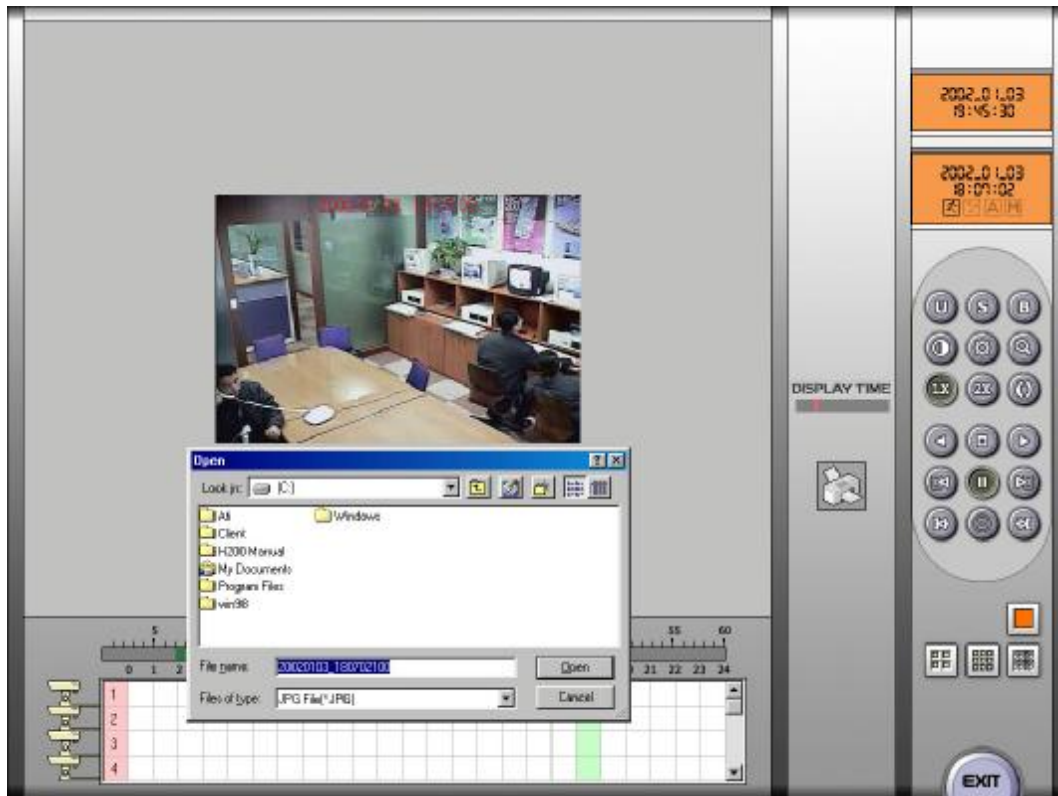 2002_01_03
18:45:30
2002_01_03
18:07:02
A M
U S B
1X 2X
DISPLAY TIME
Open
Look in: (C:)
Ati
Windows
Client
H200 Manual
My Documents
Program Files
win98
File name: 20020103_180702100
Open
Files of type: JPG File(*.JPG)
Cancel
5 55 60
0 1 2 21 22 23 24
1
2
3
4
EXIT